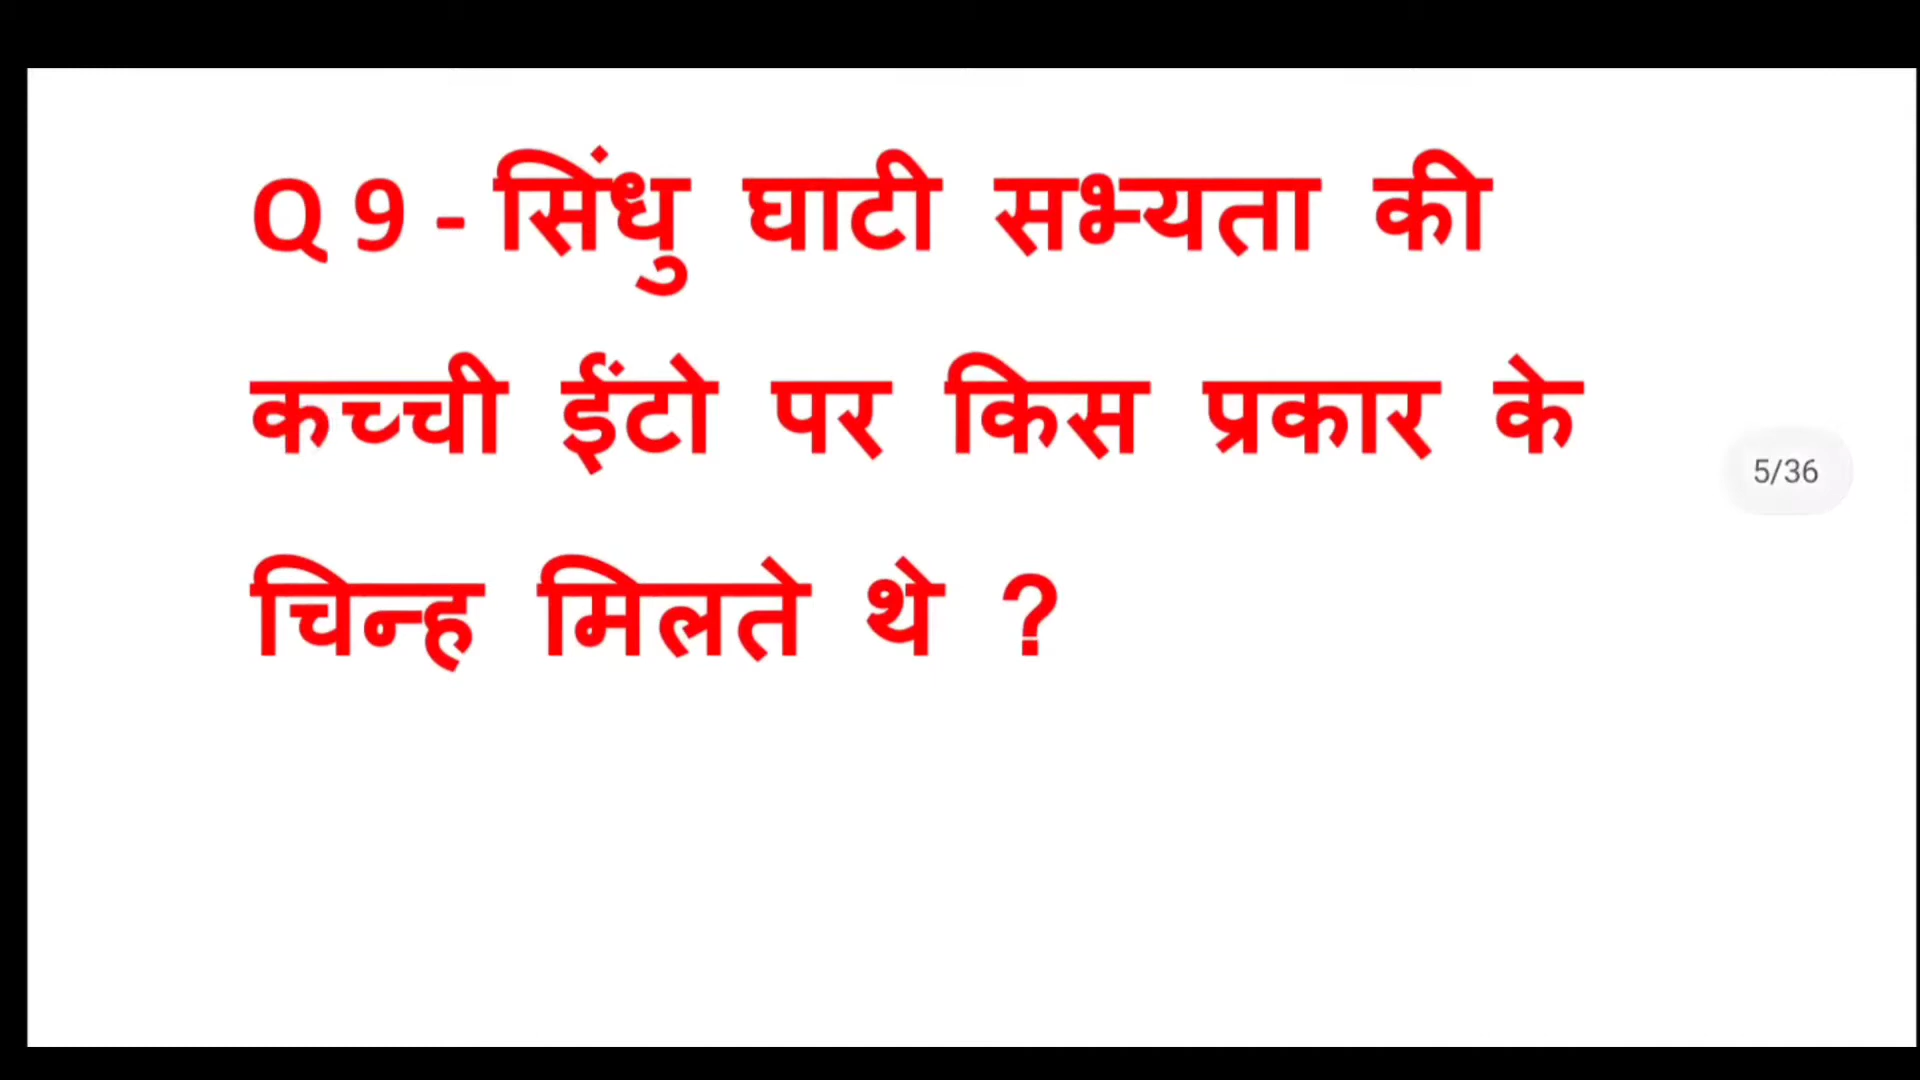 Q 9 - सिंधु घाटी सभ्यता की
कच्ची ईंटो पर किस प्रकार के
5/36
चिन्ह मिलते थे ?